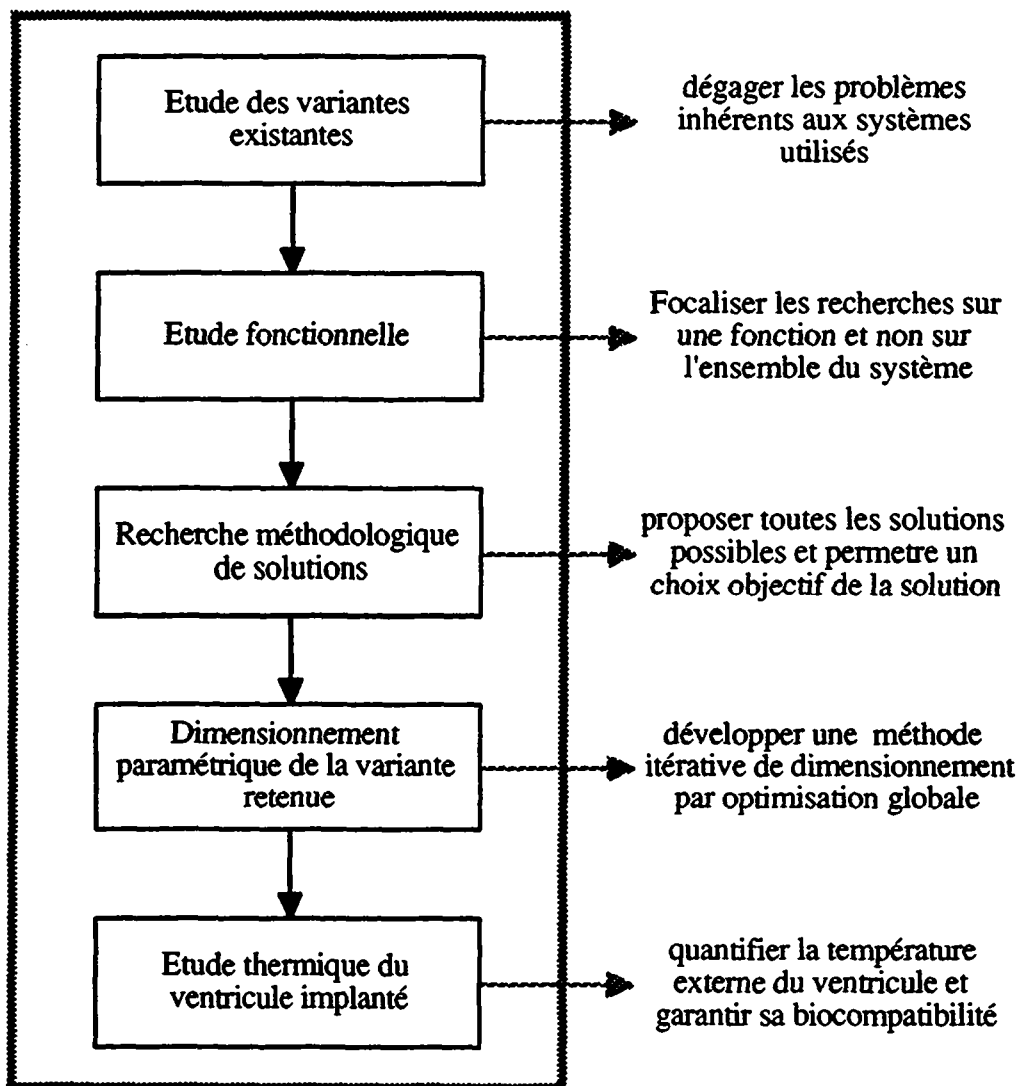 Etude des variantes
existantes
dégager les problèmes
inhérents aux systèmes
utilisés
Etude fonctionnelle
Focaliser les recherches sur
une fonction et non sur
l'ensemble du système
Recherche méthodologique
de solutions
proposer toutes les solutions
possibles et permetre un
choix objectif de la solution
Dimensionnement
paramétrique de la variante
retenue
développer une méthode
itérative de dimensionnement
par optimisation globale
Etude thermique du
ventricule implanté
quantifier la température
externe du ventricule et
garantir sa biocompatibilité